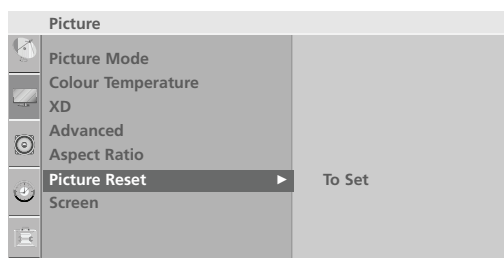 Picture
Picture Mode
Colour Temperature
XD
Advanced
Aspect Ratio
Picture Reset ► To Set
Screen